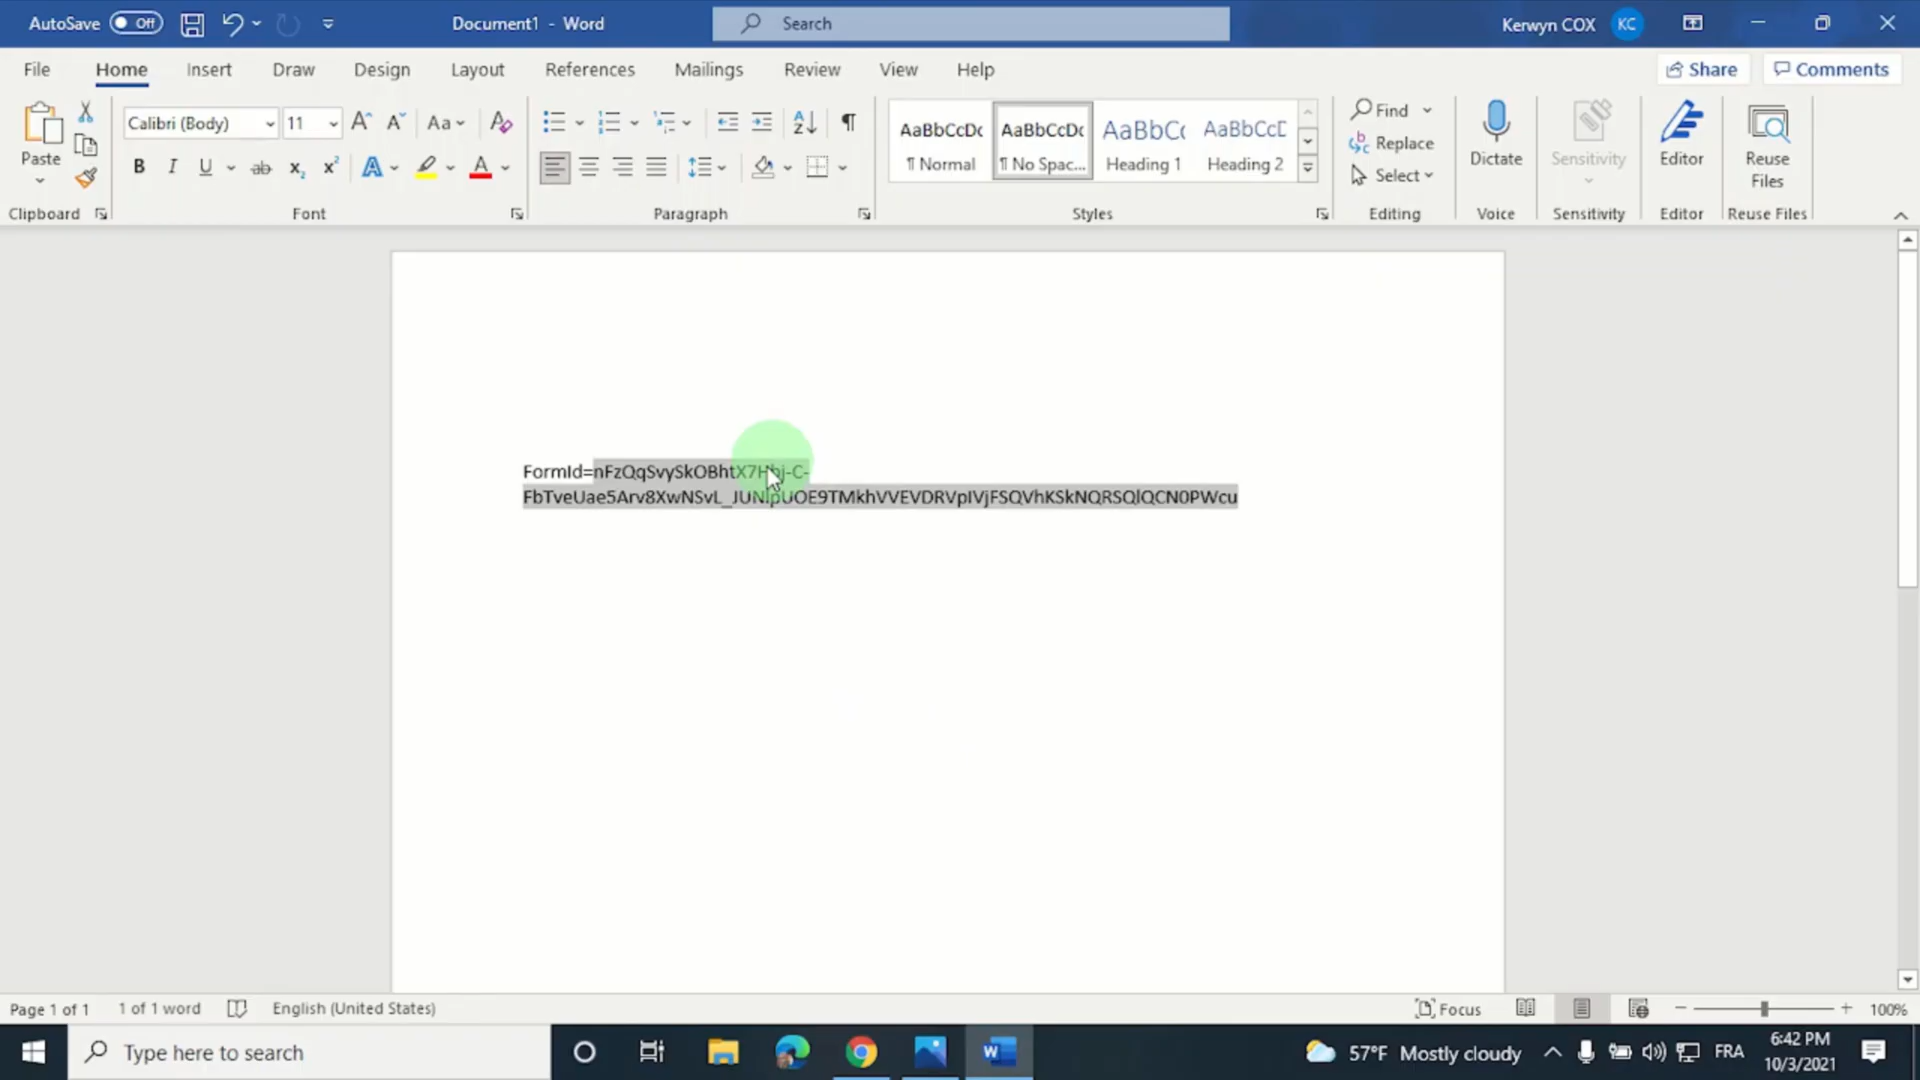 AutoSave Off Document1 - Word Search Kerwyn COX KC
File Home Insert Draw Design Layout References Mailings Review View Help Share Comments
Paste Calibri (Body) 11 Aa AaBbCcDc AaBbCcDc AaBbCc AaBbCcD Find Replace Select Dictate Sensitivity Editor Reuse Files
¶ Normal ¶ No Spac... Heading 1 Heading 2
Clipboard Font Paragraph Styles Editing Voice Sensitivity Editor Reuse Files
FormId=nFzQqSvySkOBhtX7Hbj-C-
FbTveUae5Arv8XwNSvL_JUNlpUOE9TMkhVVEVDRVpIVjFSQVhKSkNQRSQlQCN0PWcu
Page 1 of 1 1 of 1 word English (United States) Focus 100%
Type here to search 57°F Mostly cloudy FRA 6:42 PM
10/3/2021